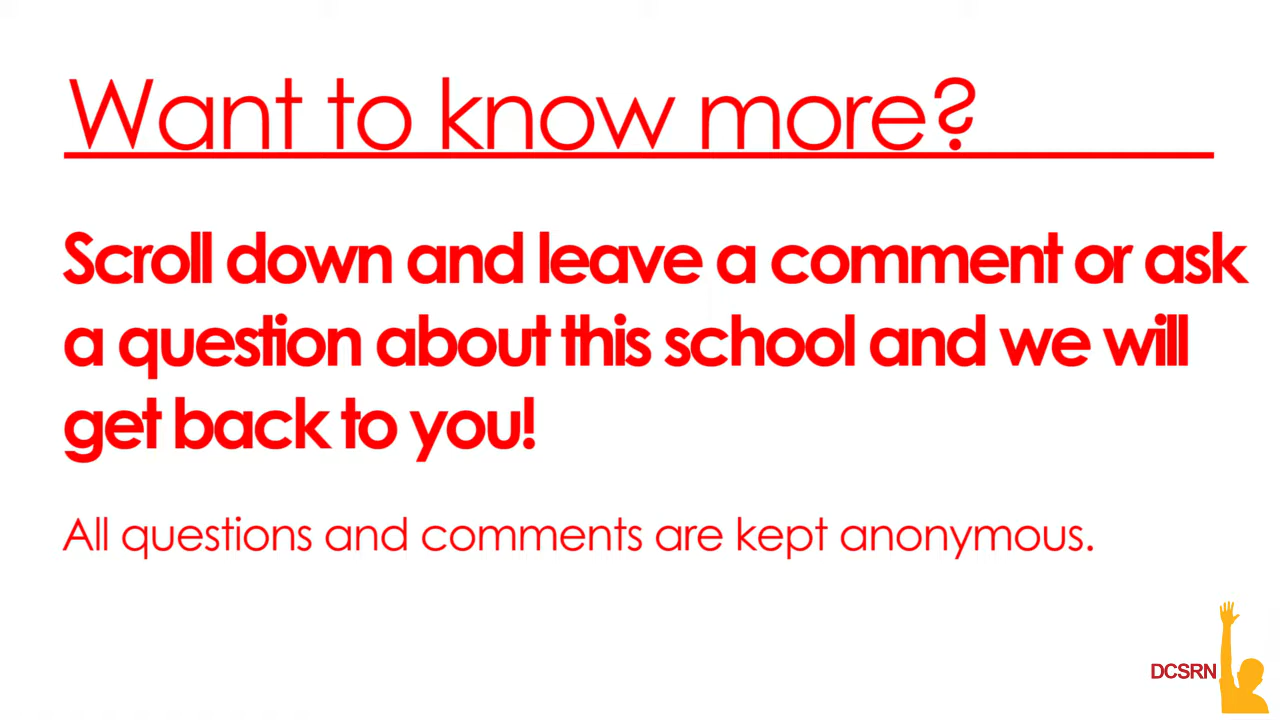 Want to know more?
Scroll down and leave a comment or ask
a question about this school and we will
get back to you!
All questions and comments are kept anonymous.
DCSRN